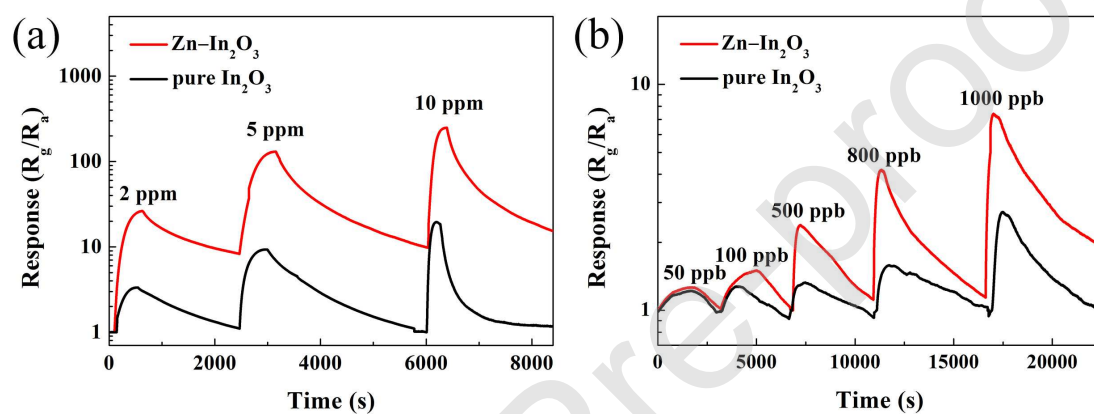 (a)
Zn–In₂O₃
pure In₂O₃
1000
100
10
1
Response (Rg/Ra)
2 ppm
5 ppm
10 ppm
0
2000
4000
6000
8000
Time (s)
(b)
Zn–In₂O₃
pure In₂O₃
10
1
Response (Rg/Ra)
50 ppb
100 ppb
500 ppb
800 ppb
1000 ppb
0
5000
10000
15000
20000
Time (s)
Pre-proo